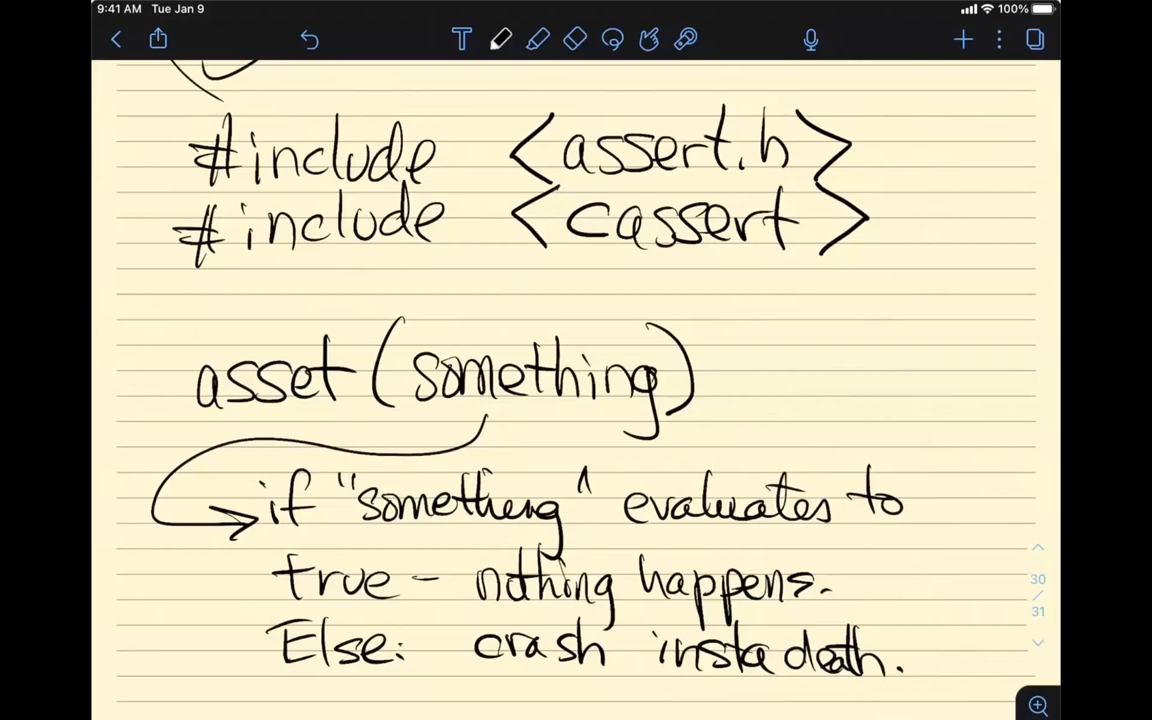 9:41 AM Tue Jan 9
100%
#include <assert.h>
#include <cassert>
asset (something)
if "something" evaluates to
true - nothing happens.
Else: crash insta death.
30
/
31